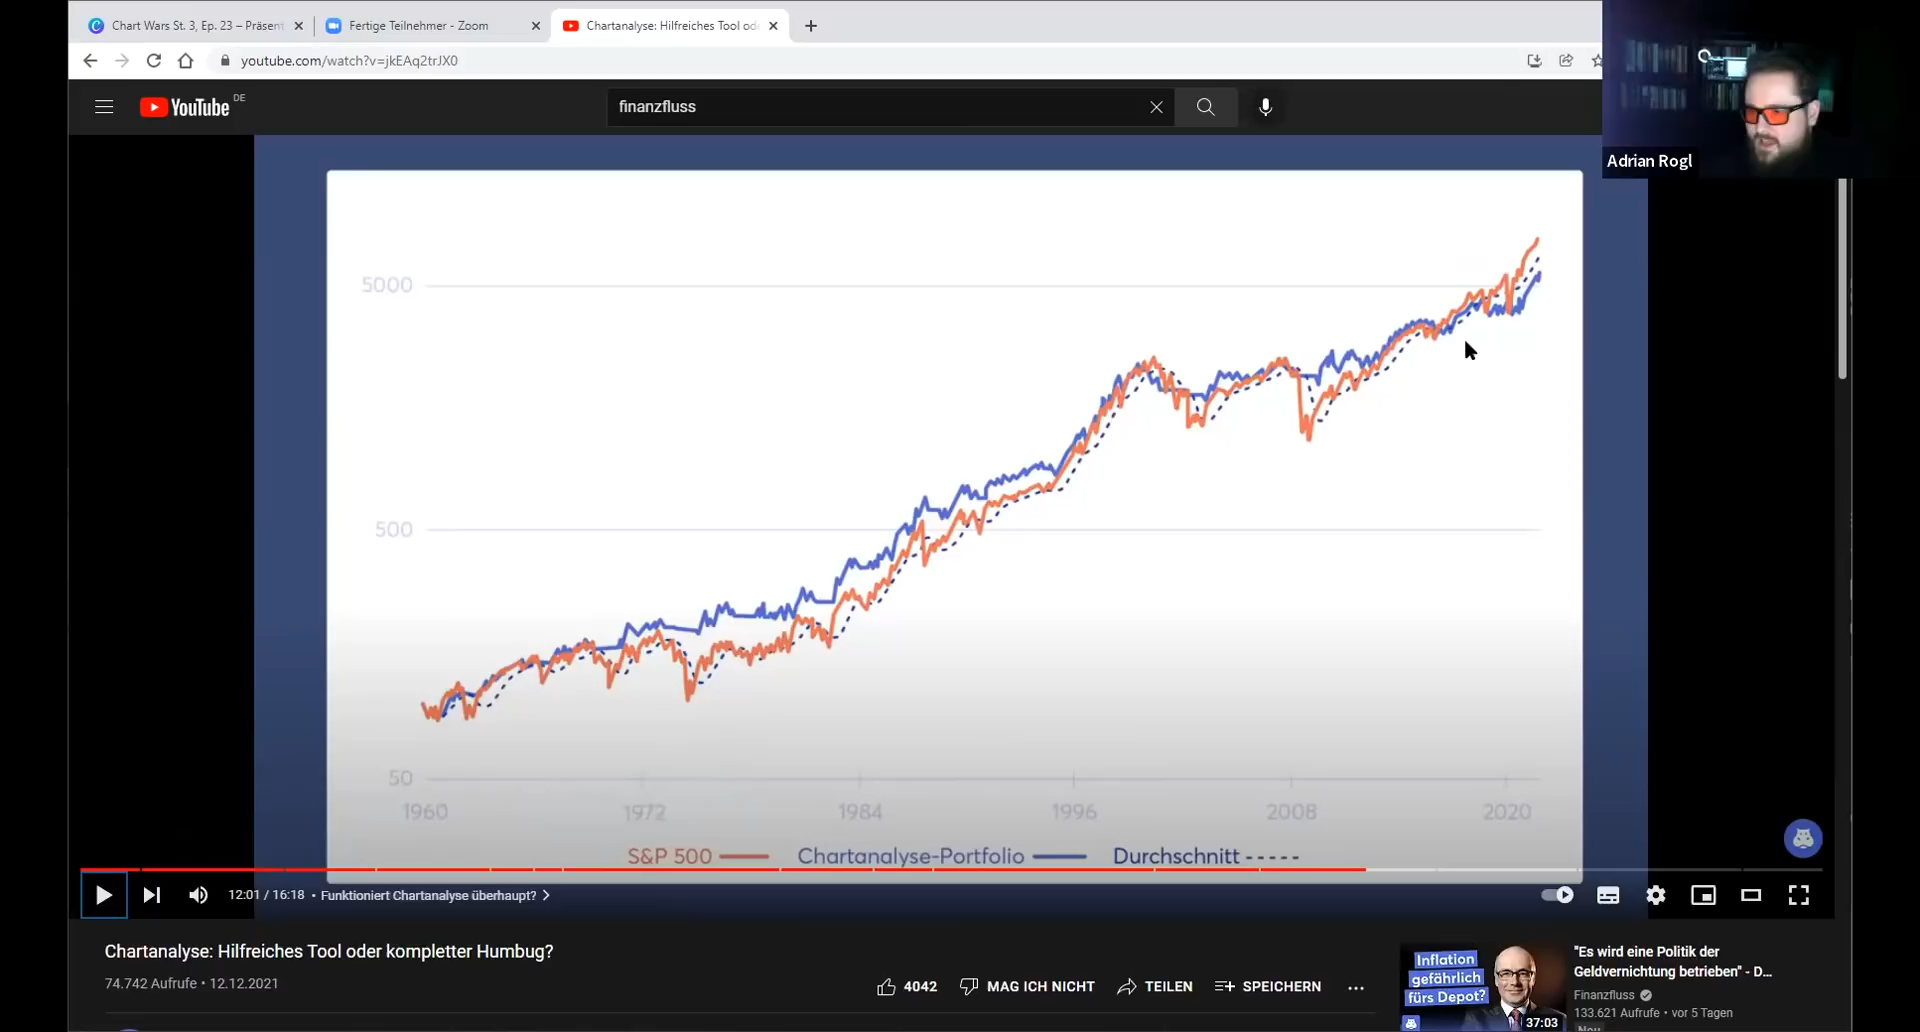 Chart Wars St. 3, Ep. 23 – Präsent
Fertige Teilnehmer - Zoom
Chartanalyse: Hilfreiches Tool od
youtube.com/watch?v=jkEAq2trJX0
YouTube DE
finanzfluss
Adrian Rogl
5000
500
50
1960 1972 1984 1996 2008 2020
S&P 500 Chartanalyse-Portfolio Durchschnitt
12:01 / 16:18 • Funktioniert Chartanalyse überhaupt?
Chartanalyse: Hilfreiches Tool oder kompletter Humbug?
74.742 Aufrufe • 12.12.2021
4042 MAG ICH NICHT TEILEN SPEICHERN
Inflation
gefährlich
fürs Depot?
37:03
"Es wird eine Politik der
Geldvernichtung betrieben" - D...
Finanzfluss
133.621 Aufrufe • vor 5 Tagen
Neu